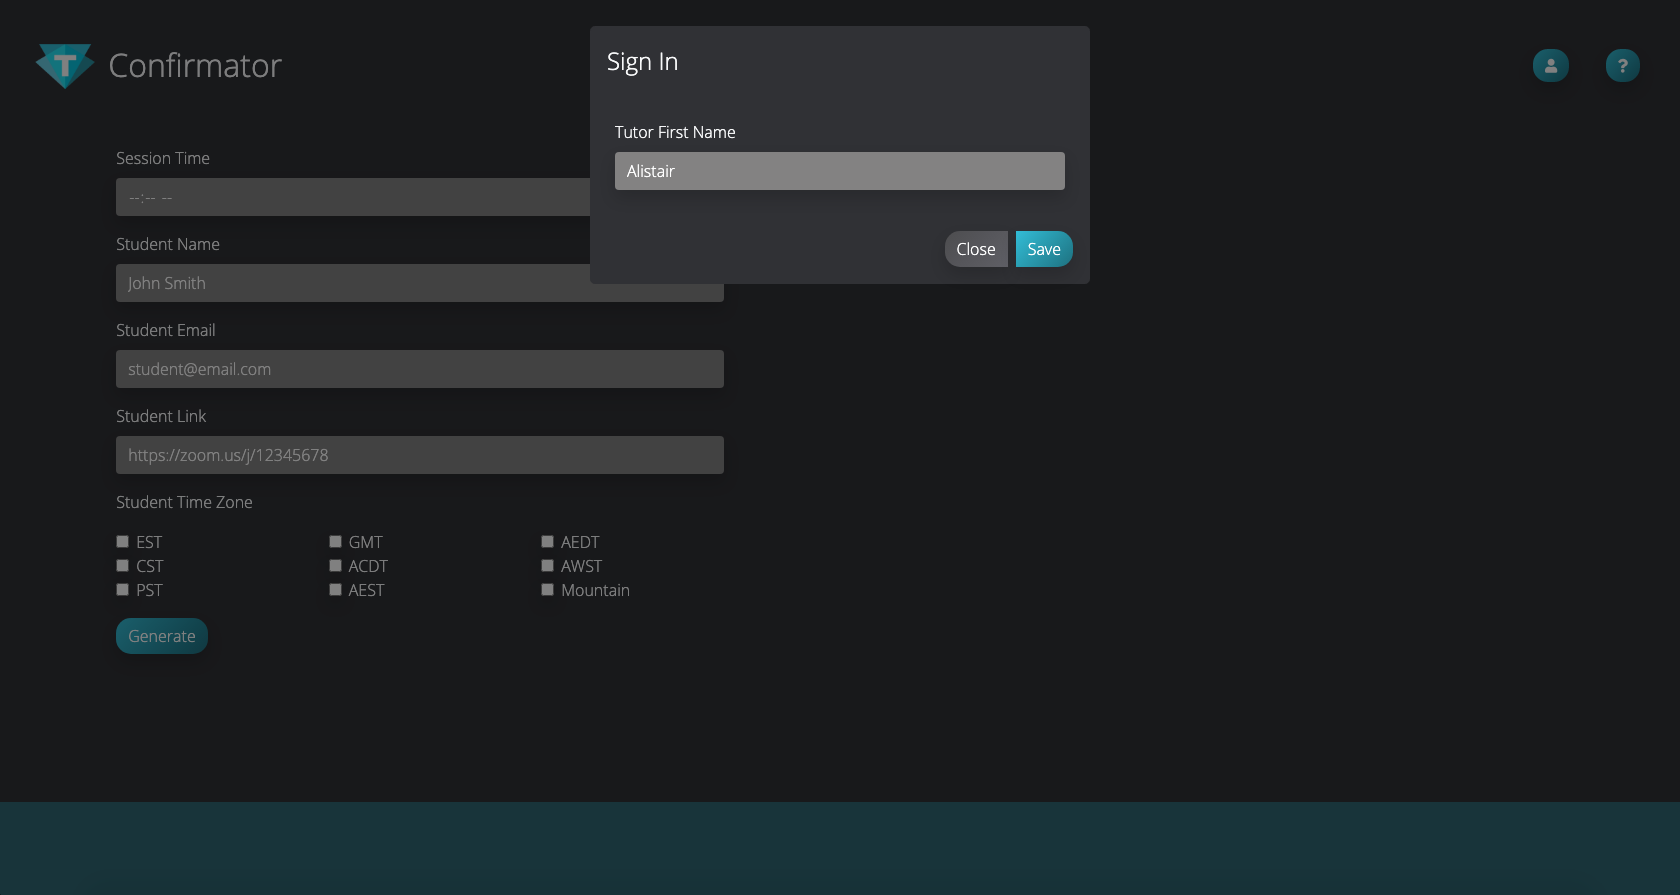 T Confirmator
?
Sign In
Tutor First Name
Alistair
Close Save
Session Time
--:-- --
Student Name
John Smith
Student Email
student@email.com
Student Link
https://zoom.us/j/12345678
Student Time Zone
EST GMT AEDT
CST ACDT AWST
PST AEST Mountain
Generate